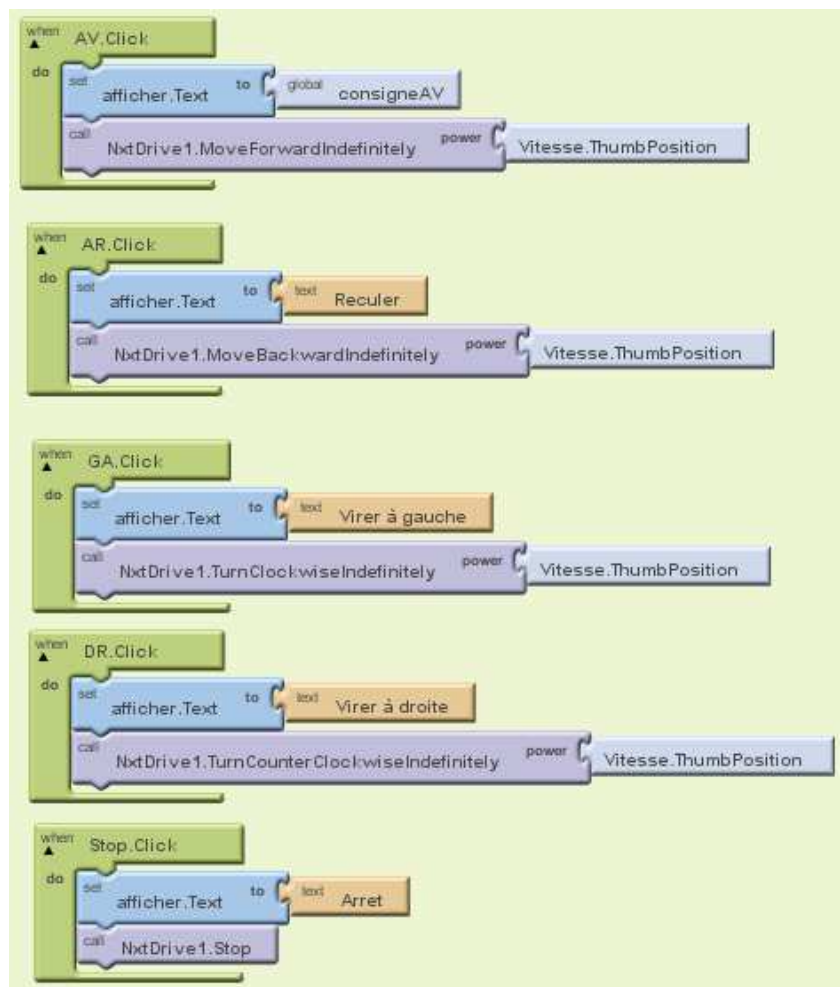 when AV.Click
do set afficher.Text to global consigneAV
call NxtDrive1.MoveForwardIndefinitely power Vitesse.ThumbPosition
when AR.Click
do set afficher.Text to text Reculer
call NxtDrive1.MoveBackwardIndefinitely power Vitesse.ThumbPosition
when GA.Click
do set afficher.Text to text Virer à gauche
call NxtDrive1.TurnClockwiseIndefinitely power Vitesse.ThumbPosition
when DR.Click
do set afficher.Text to text Virer à droite
call NxtDrive1.TurnCounterClockwiseIndefinitely power Vitesse.ThumbPosition
when Stop.Click
do set afficher.Text to text Arret
call NxtDrive1.Stop